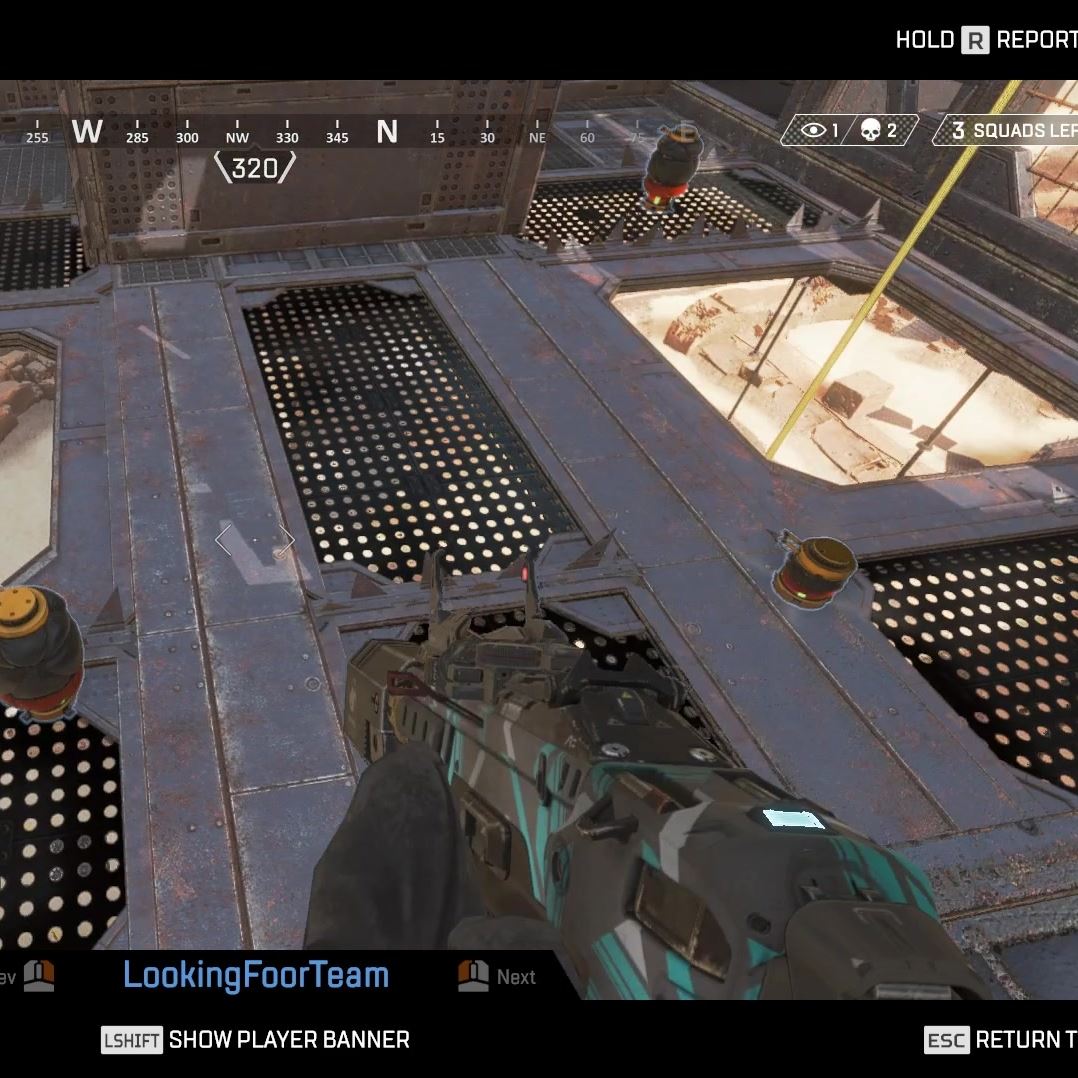 HOLD R REPORT
255 W 285 300 NW 330 345 N 15 30 NE 60 75 E
320
1 2
3 SQUADS LEF
ev LookingFoorTeam Next
LSHIFT SHOW PLAYER BANNER
ESC RETURN T